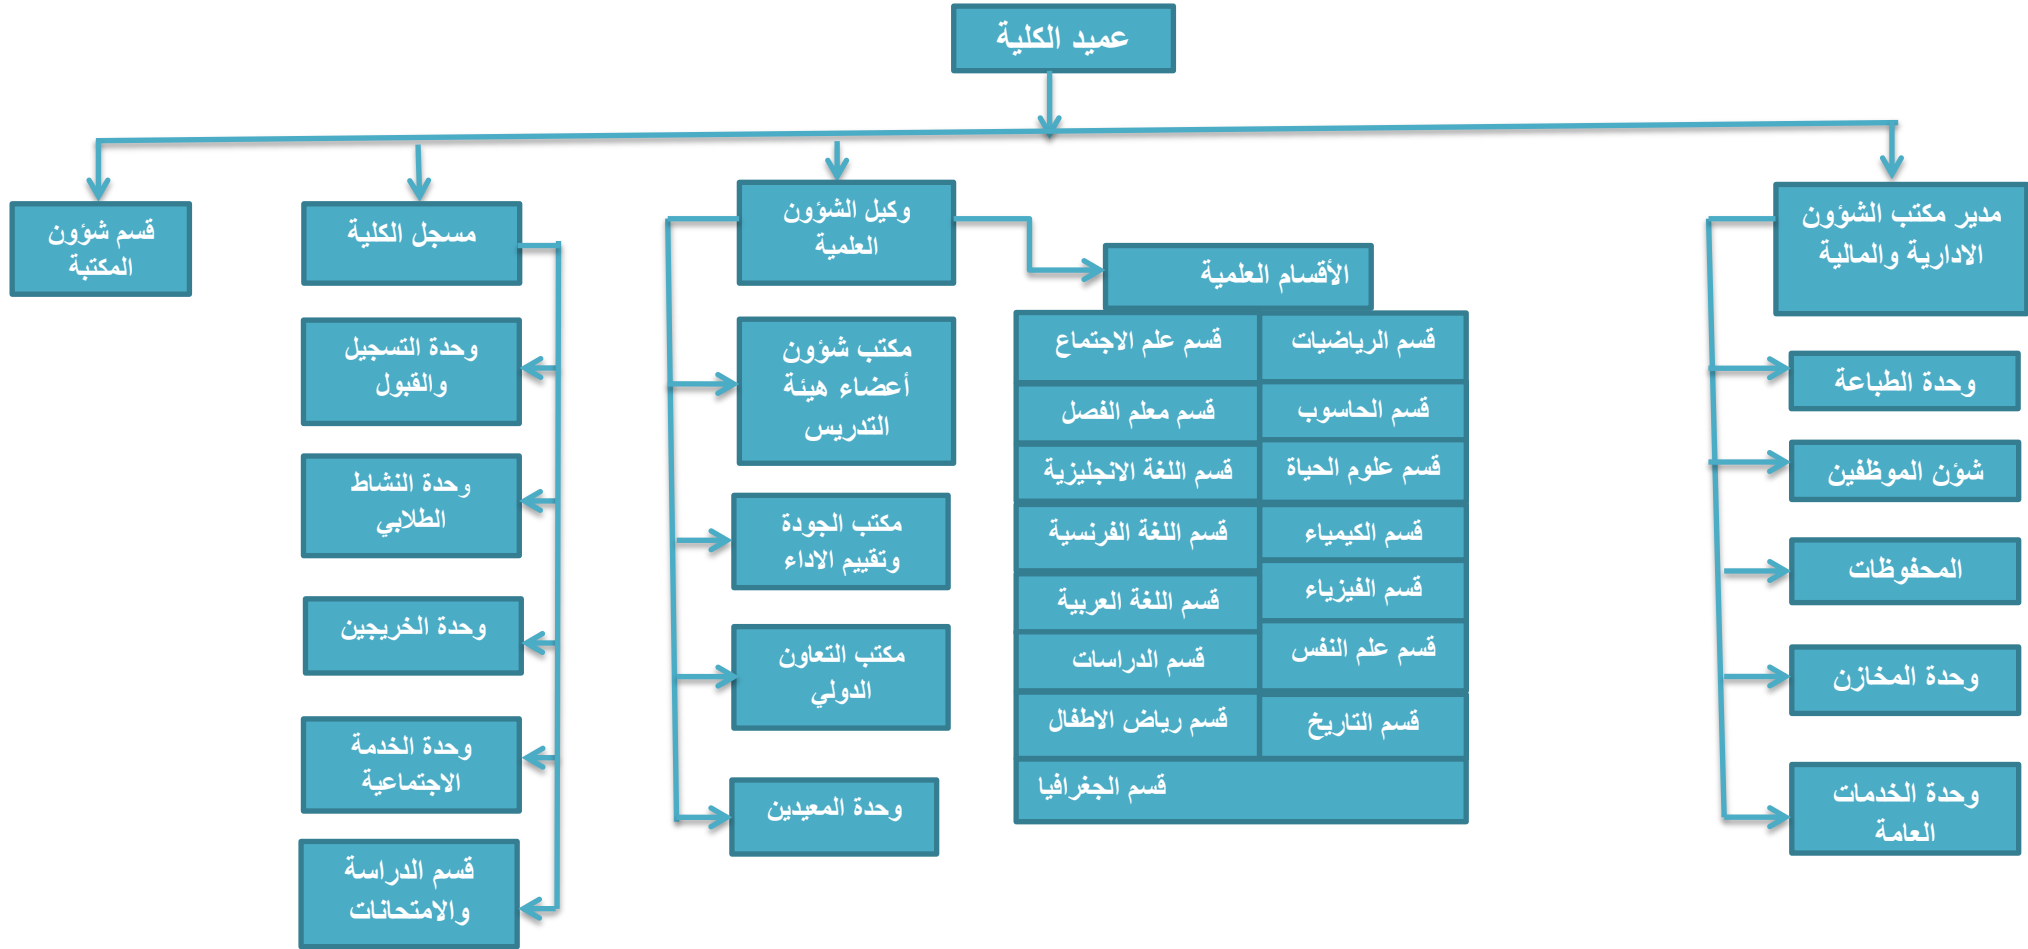 عميد الكلية
مدير مكتب الشؤون
الادارية والمالية
وحدة الطباعة
شؤن الموظفين
المحفوظات
وحدة المخازن
وحدة الخدمات
العامة
وكيل الشؤون
العلمية
الأقسام العلمية
قسم الرياضيات
قسم علم الاجتماع
قسم الحاسوب
قسم معلم الفصل
قسم علوم الحياة
قسم اللغة الانجليزية
قسم الكيمياء
قسم اللغة الفرنسية
قسم الفيزياء
قسم اللغة العربية
قسم علم النفس
قسم الدراسات
قسم التاريخ
قسم رياض الاطفال
قسم الجغرافيا
مكتب شؤون
أعضاء هيئة
التدريس
مكتب الجودة
وتقييم الاداء
مكتب التعاون
الدولي
وحدة المعيدين
مسجل الكلية
وحدة التسجيل
والقبول
وحدة النشاط
الطلابي
وحدة الخريجين
وحدة الخدمة
الاجتماعية
قسم الدراسة
والامتحانات
قسم شؤون
المكتبة